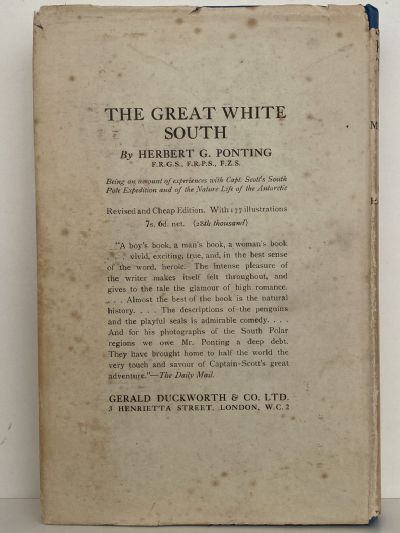 THE GREAT WHITE
SOUTH
By HERBERT G. PONTING
F.R.G.S., F.R.P.S., F.Z.S.
Being an account of experiences with Capt. Scott's South
Pole Expedition and of the Nature Life of the Antarctic
Revised and Cheap Edition. With 177 illustrations
7s. 6d. net. (28th thousand)
"A boy's book, a man's book, a woman's book
. . . vivid, exciting, true, and, in the best sense
of the word, heroic. The intense pleasure of
the writer makes itself felt throughout, and
gives to the tale the glamour of high romance.
. . . Almost the best of the book is the natural
history. . . . The descriptions of the penguins
and the playful seals is admirable comedy. . . .
And for his photographs of the South Polar
regions we owe Mr. Ponting a deep debt.
They have brought home to half the world the
very touch and savour of Captain Scott's great
adventure."—The Daily Mail.
GERALD DUCKWORTH & CO. LTD.
3 HENRIETTA STREET, LONDON, W.C.2